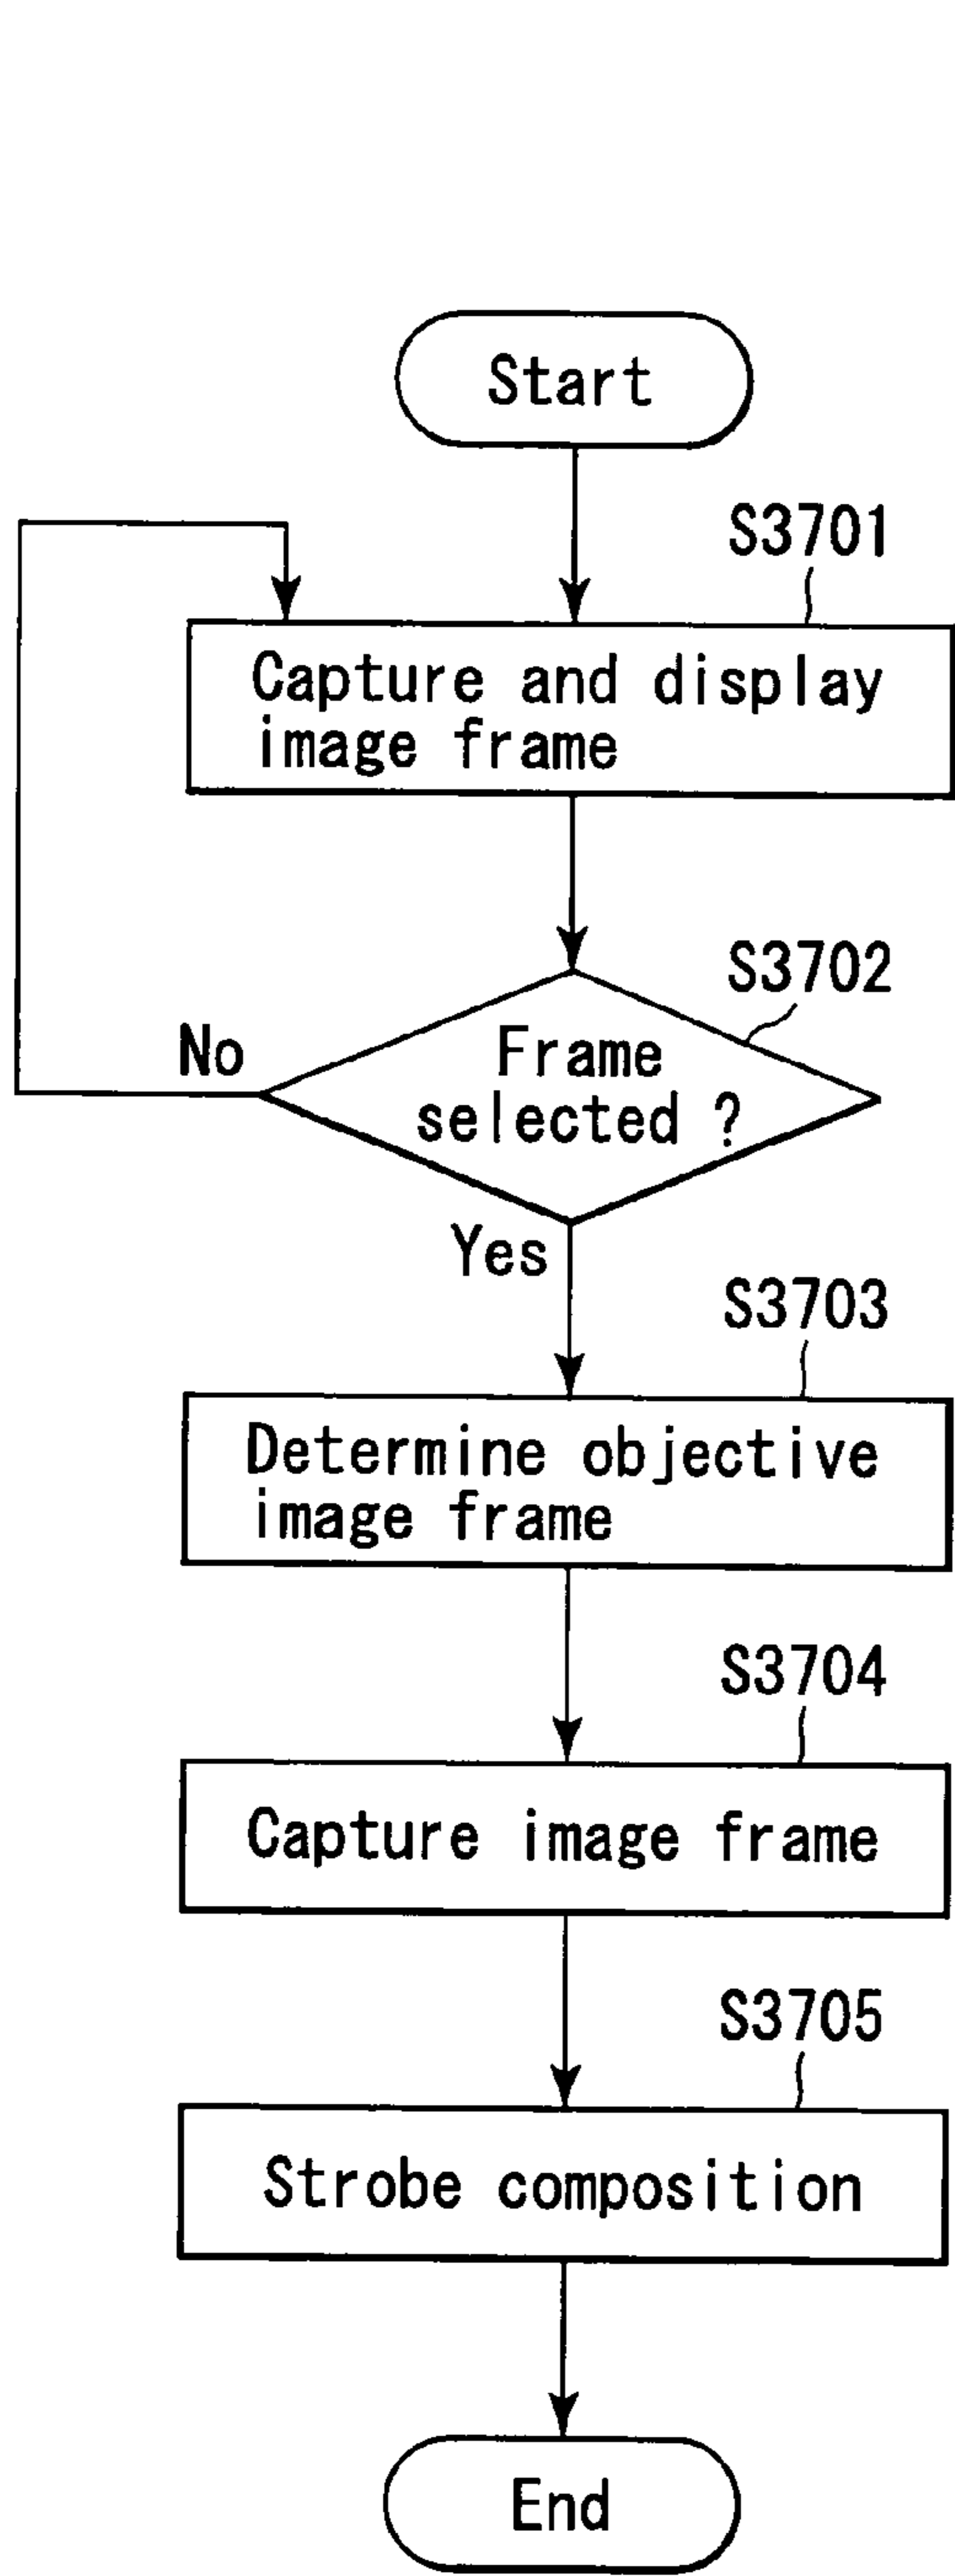 Start
S3701
Capture and display
image frame
S3702
No
Frame
selected ?
Yes
S3703
Determine objective
image frame
S3704
Capture image frame
S3705
Strobe composition
End